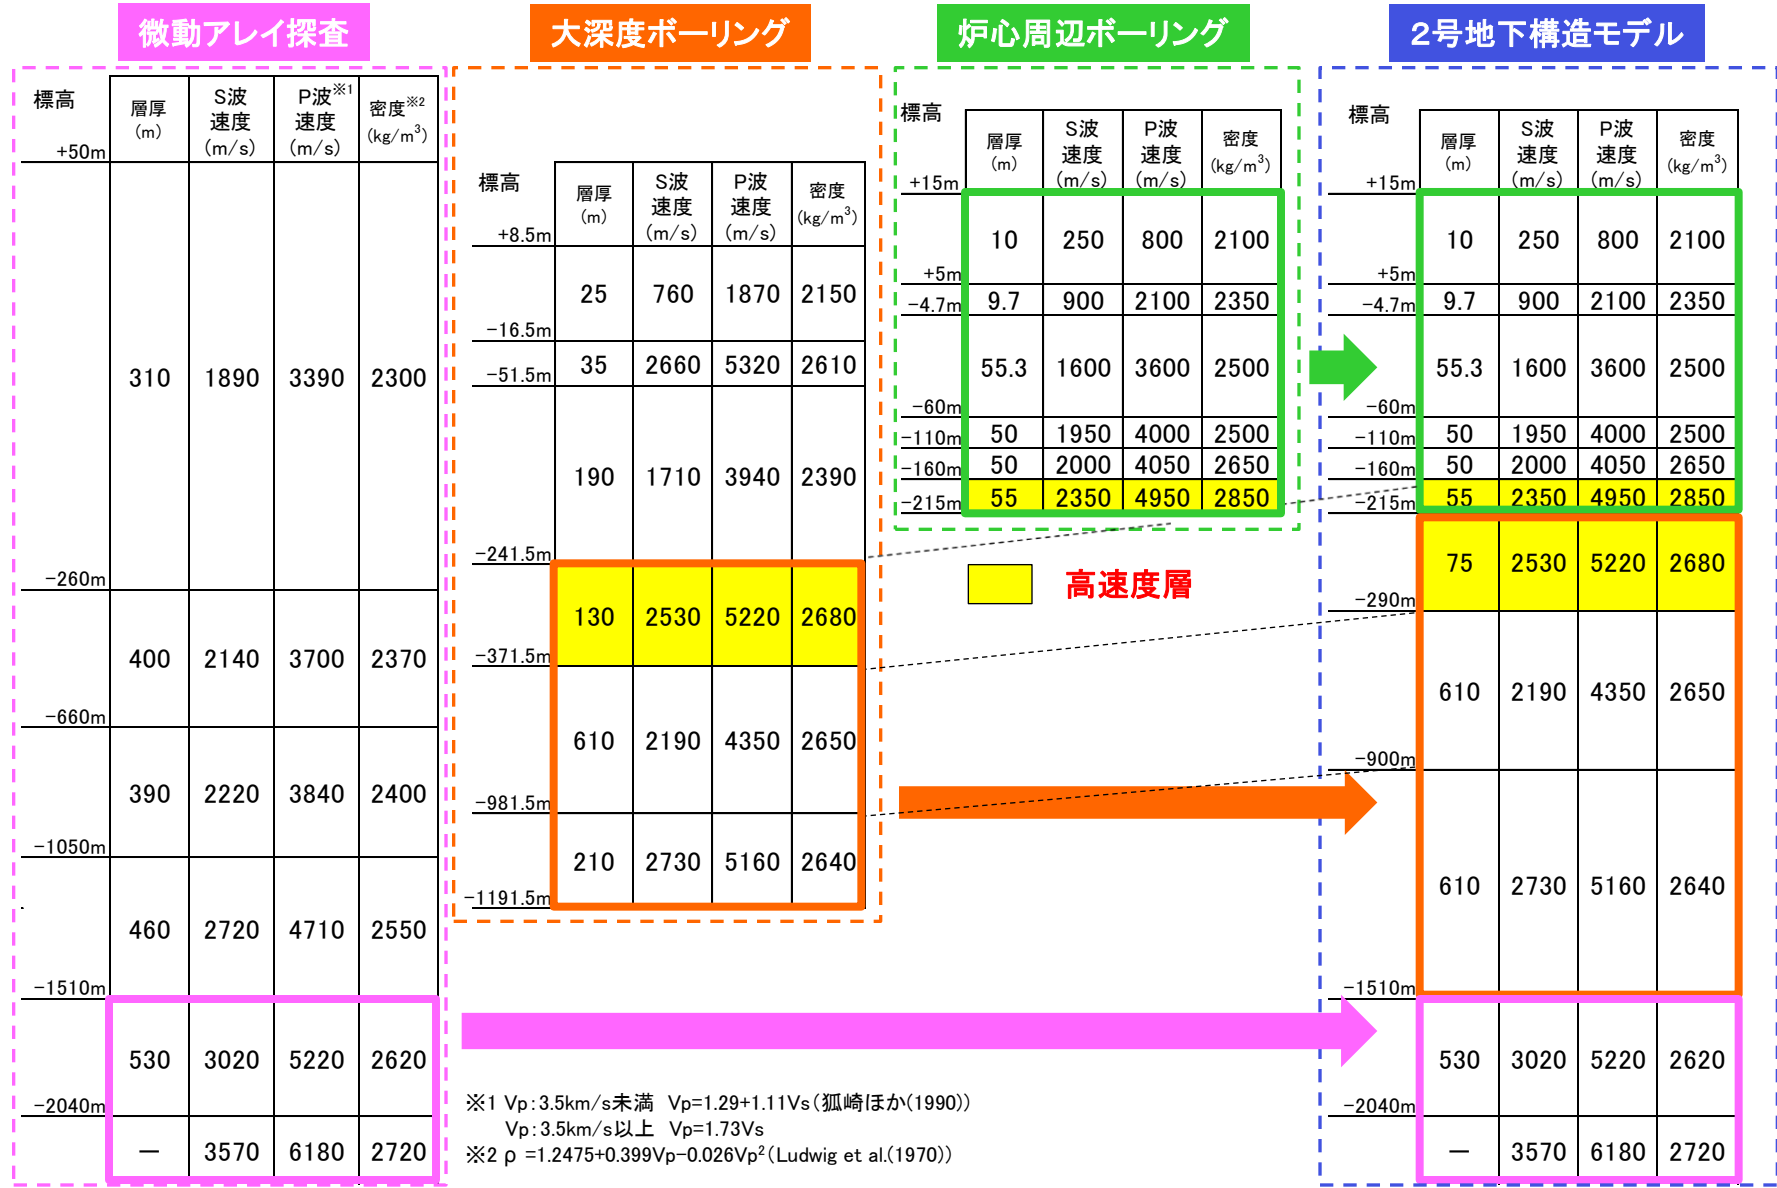 微動アレイ探査
標高 層厚(m) S波速度(m/s) P波※1速度(m/s) 密度※2(kg/m3)
+50m
310 1890 3390 2300
−260m
400 2140 3700 2370
−660m
390 2220 3840 2400
−1050m
460 2720 4710 2550
−1510m
530 3020 5220 2620
−2040m
— 3570 6180 2720
大深度ボーリング
標高 層厚(m) S波速度(m/s) P波速度(m/s) 密度(kg/m3)
+8.5m
25 760 1870 2150
−16.5m
35 2660 5320 2610
−51.5m
190 1710 3940 2390
−241.5m
130 2530 5220 2680
−371.5m
610 2190 4350 2650
−981.5m
210 2730 5160 2640
−1191.5m
炉心周辺ボーリング
標高 層厚(m) S波速度(m/s) P波速度(m/s) 密度(kg/m3)
+15m
10 250 800 2100
+5m
9.7 900 2100 2350
−4.7m
55.3 1600 3600 2500
−60m
50 1950 4000 2500
−110m
50 2000 4050 2650
−160m
55 2350 4950 2850
−215m
高速度層
2号地下構造モデル
標高 層厚(m) S波速度(m/s) P波速度(m/s) 密度(kg/m3)
+15m
10 250 800 2100
+5m
9.7 900 2100 2350
−4.7m
55.3 1600 3600 2500
−60m
50 1950 4000 2500
−110m
50 2000 4050 2650
−160m
55 2350 4950 2850
−215m
75 2530 5220 2680
−290m
610 2190 4350 2650
−900m
610 2730 5160 2640
−1510m
530 3020 5220 2620
−2040m
— 3570 6180 2720
※1 Vp:3.5km/s未満 Vp=1.29+1.11Vs(狐崎ほか(1990))
Vp:3.5km/s以上 Vp=1.73Vs
※2 ρ =1.2475+0.399Vp−0.026Vp2(Ludwig et al.(1970))